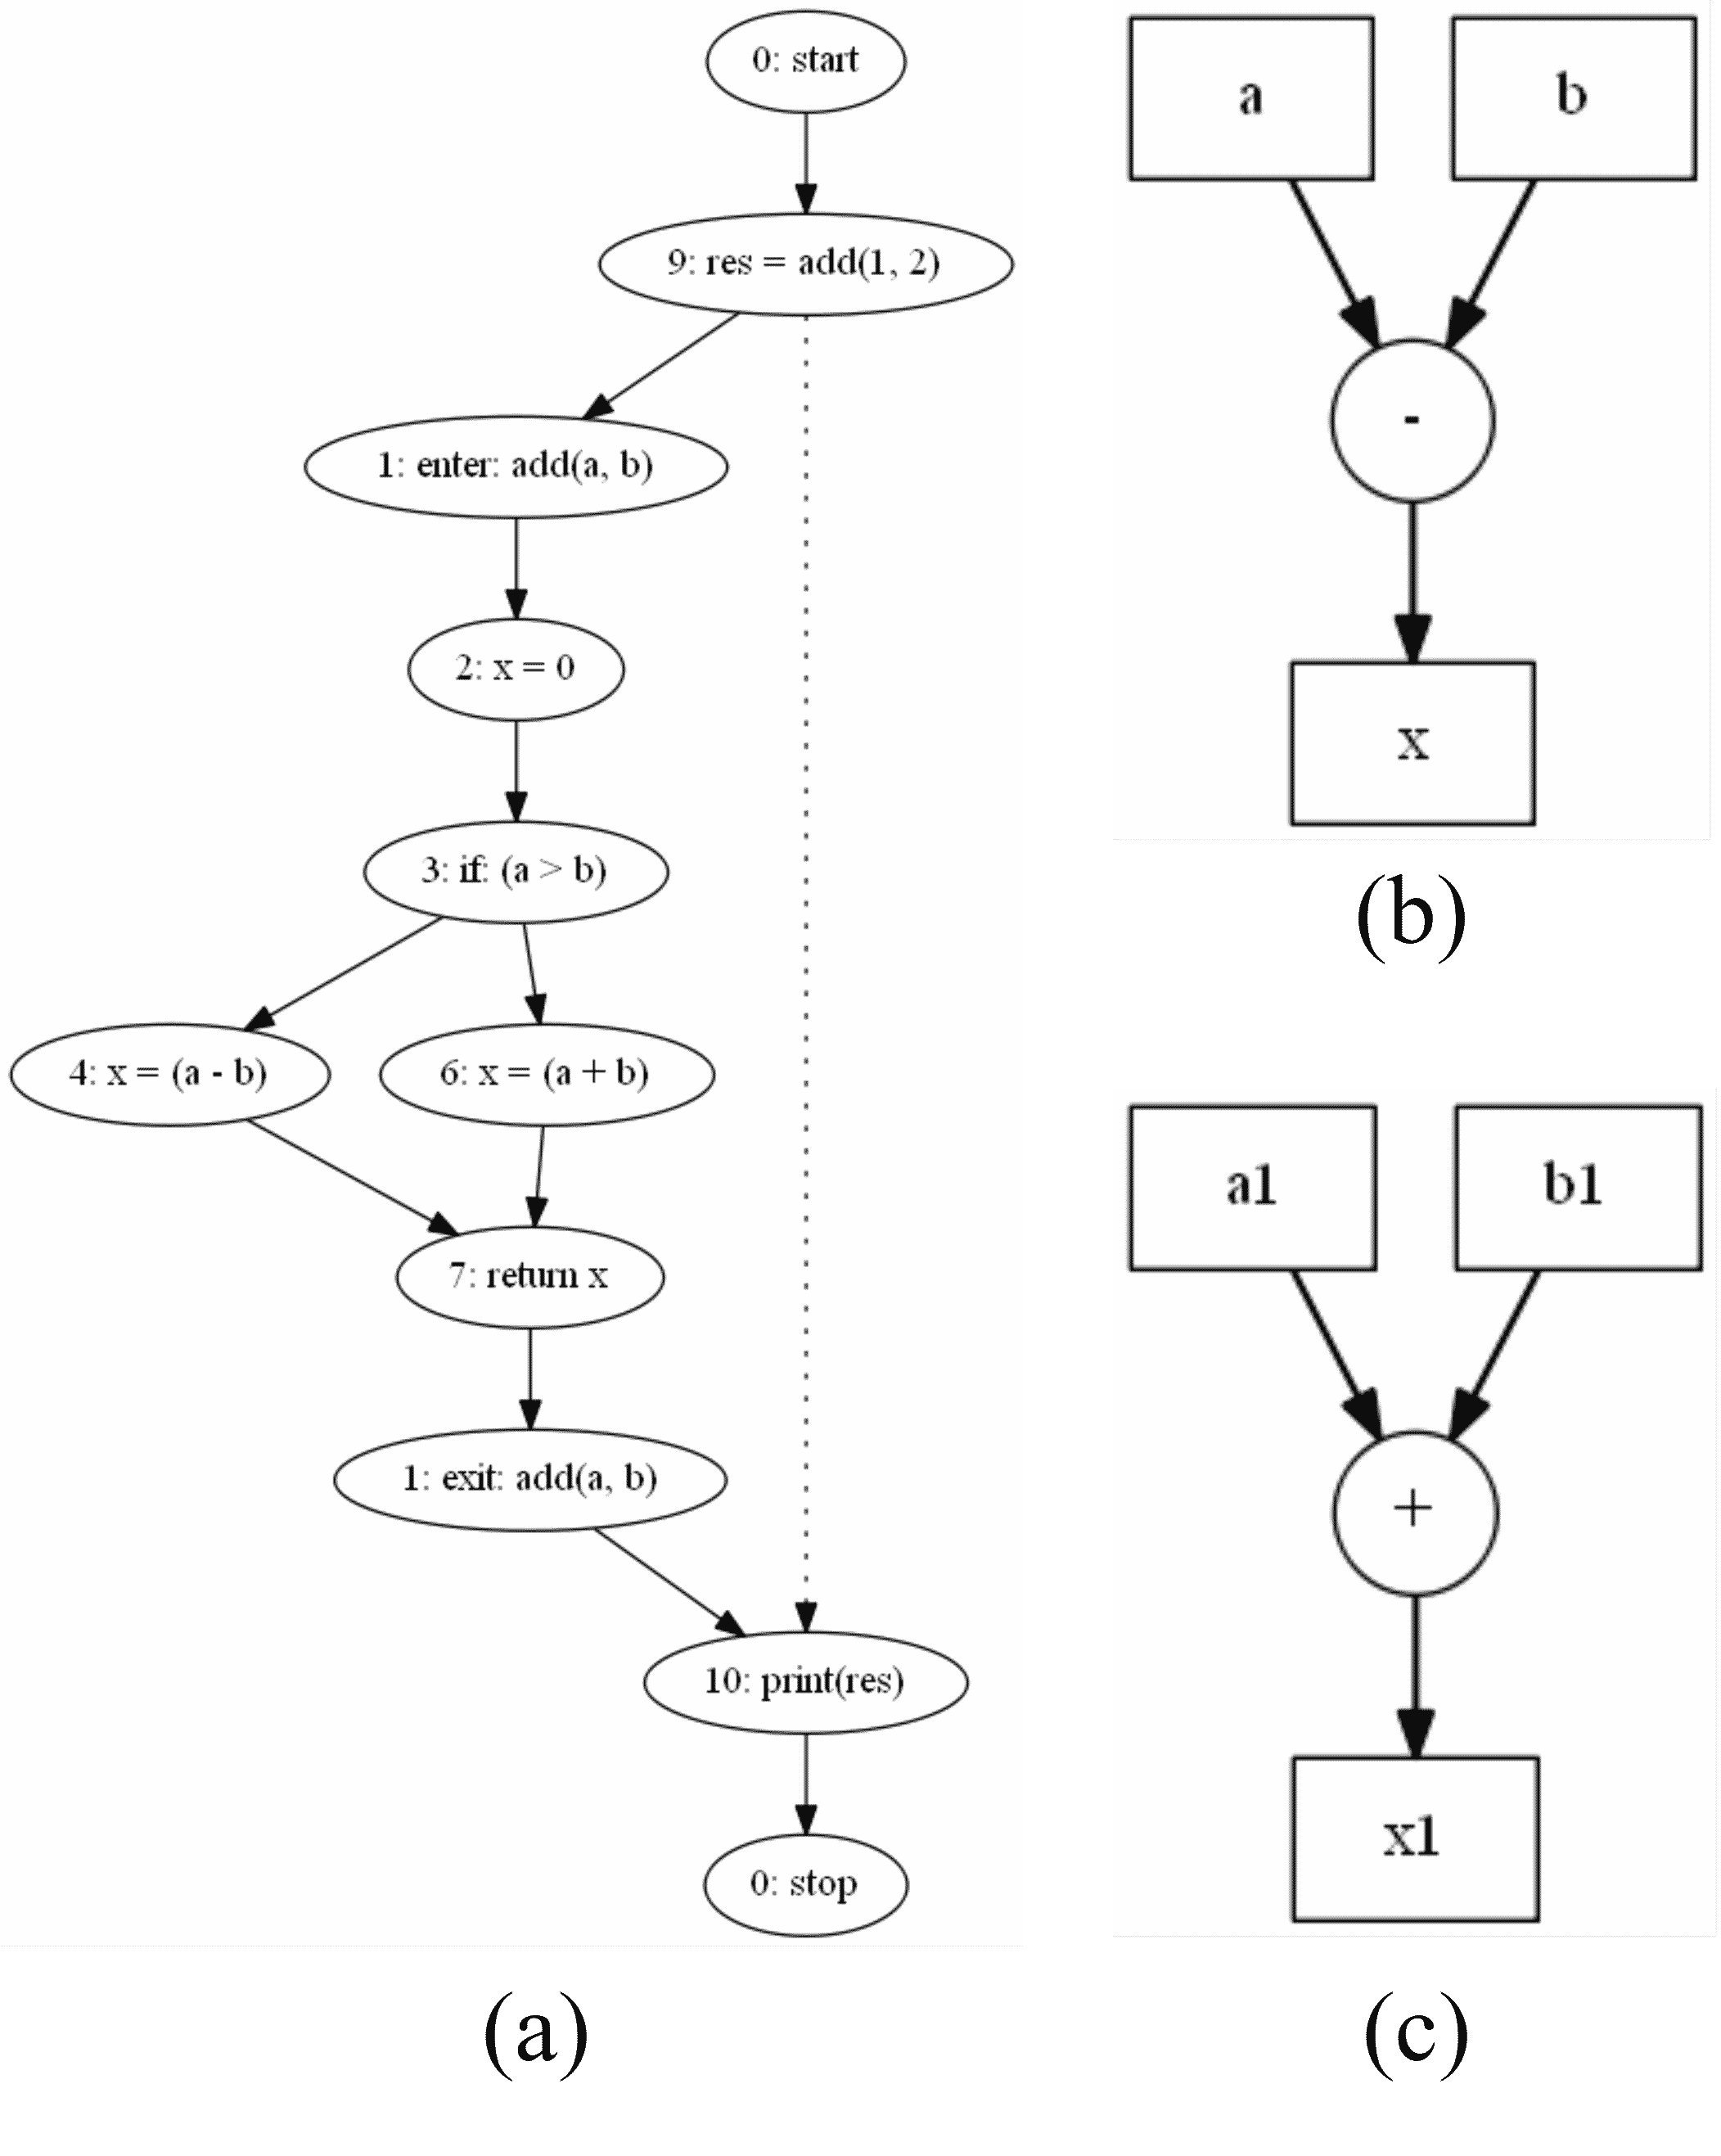 0: start
9: res = add(1, 2)
1: enter: add(a, b)
2: x = 0
3: if: (a > b)
4: x = (a - b)
6: x = (a + b)
7: return x
1: exit: add(a, b)
10: print(res)
0: stop
(a)
a
b
-
x
(b)
a1
b1
+
x1
(c)